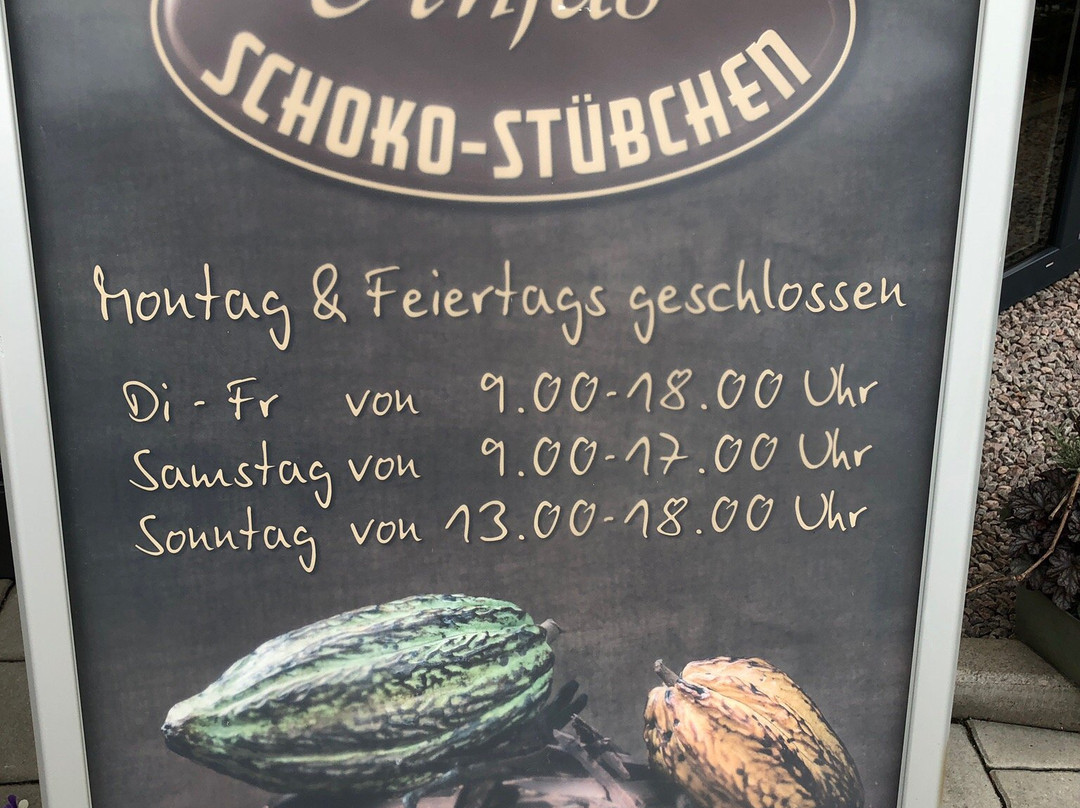 SCHOKO-STÜBCHEN
Montag & Feiertags geschlossen
Di - Fr von 9.00-18.00 Uhr
Samstag von 9.00-17.00 Uhr
Sonntag von 13.00-18.00 Uhr